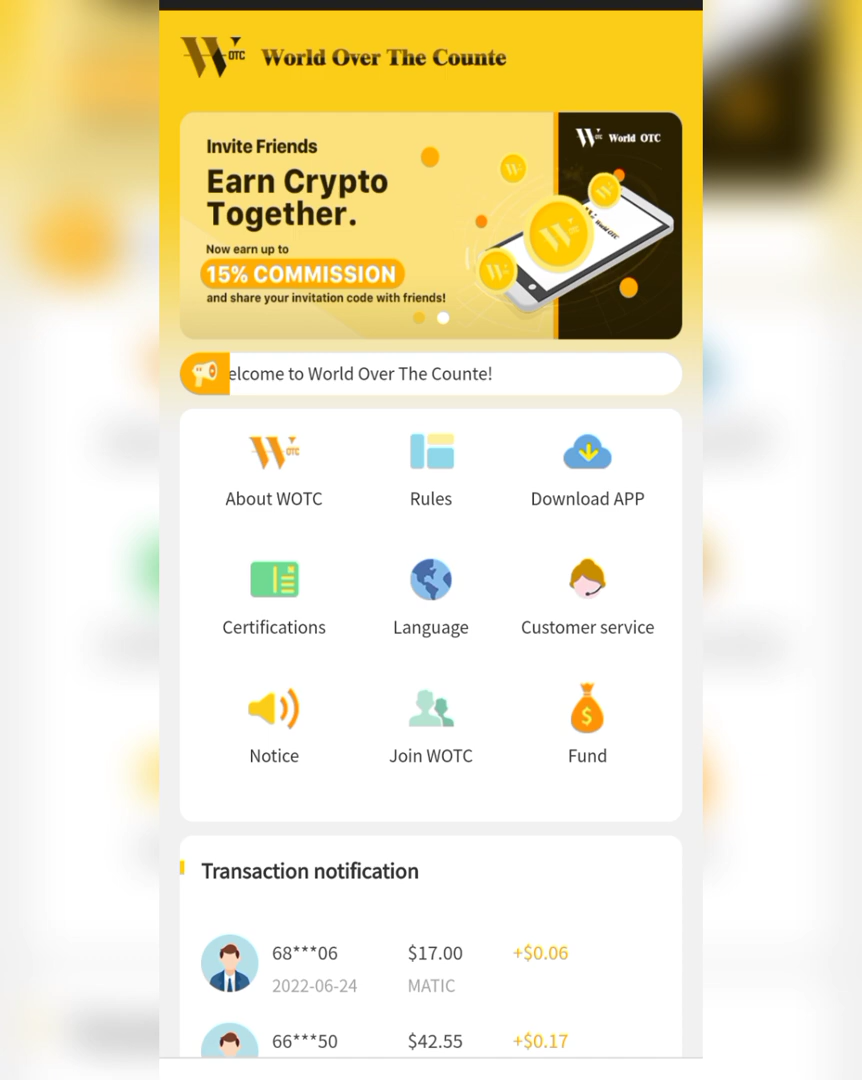 W OTC World Over The Counte
Invite Friends
Earn Crypto
Together.
Now earn up to
15% COMMISSION
and share your invitation code with friends!
W OTC World OTC
World OTC
elcome to World Over The Counte!
About WOTC Rules Download APP
Certifications Language Customer service
Notice Join WOTC Fund
Transaction notification
68***06 $17.00 +$0.06
2022-06-24 MATIC
66***50 $42.55 +$0.17